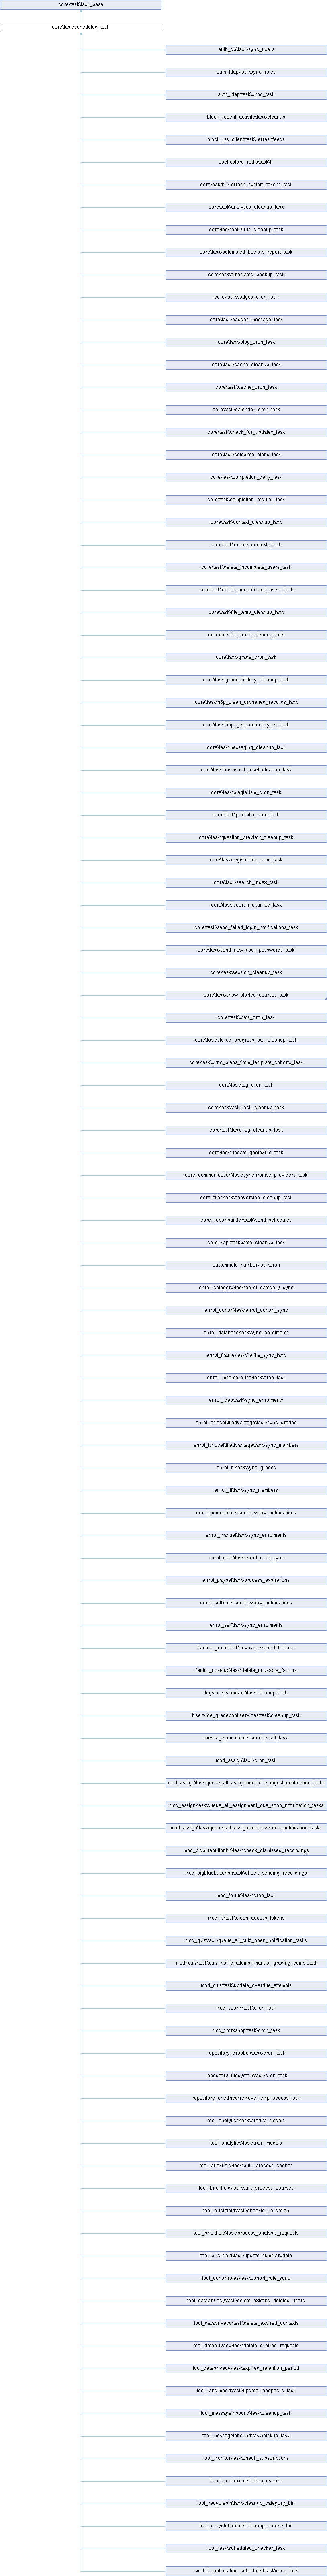 core\task\task_base
core\task\scheduled_task
auth_db\task\sync_users
auth_ldap\task\sync_roles
auth_ldap\task\sync_task
block_recent_activity\task\cleanup
block_rss_client\task\refreshfeeds
cachestore_redis\task\ttl
core\oauth2\refresh_system_tokens_task
core\task\analytics_cleanup_task
core\task\antivirus_cleanup_task
core\task\automated_backup_report_task
core\task\automated_backup_task
core\task\badges_cron_task
core\task\badges_message_task
core\task\blog_cron_task
core\task\cache_cleanup_task
core\task\cache_cron_task
core\task\calendar_cron_task
core\task\check_for_updates_task
core\task\complete_plans_task
core\task\completion_daily_task
core\task\completion_regular_task
core\task\context_cleanup_task
core\task\create_contexts_task
core\task\delete_incomplete_users_task
core\task\delete_unconfirmed_users_task
core\task\file_temp_cleanup_task
core\task\file_trash_cleanup_task
core\task\grade_cron_task
core\task\grade_history_cleanup_task
core\task\h5p_clean_orphaned_records_task
core\task\h5p_get_content_types_task
core\task\messaging_cleanup_task
core\task\password_reset_cleanup_task
core\task\plagiarism_cron_task
core\task\portfolio_cron_task
core\task\question_preview_cleanup_task
core\task\registration_cron_task
core\task\search_index_task
core\task\search_optimize_task
core\task\send_failed_login_notifications_task
core\task\send_new_user_passwords_task
core\task\session_cleanup_task
core\task\show_started_courses_task
core\task\stats_cron_task
core\task\stored_progress_bar_cleanup_task
core\task\sync_plans_from_template_cohorts_task
core\task\tag_cron_task
core\task\task_lock_cleanup_task
core\task\task_log_cleanup_task
core\task\update_geoip2file_task
core_communication\task\synchronise_providers_task
core_files\task\conversion_cleanup_task
core_reportbuilder\task\send_schedules
core_xapi\task\state_cleanup_task
customfield_number\task\cron
enrol_category\task\enrol_category_sync
enrol_cohort\task\enrol_cohort_sync
enrol_database\task\sync_enrolments
enrol_flatfile\task\flatfile_sync_task
enrol_imsenterprise\task\cron_task
enrol_ldap\task\sync_enrolments
enrol_lti\local\ltiadvantage\task\sync_grades
enrol_lti\local\ltiadvantage\task\sync_members
enrol_lti\task\sync_grades
enrol_lti\task\sync_members
enrol_manual\task\send_expiry_notifications
enrol_manual\task\sync_enrolments
enrol_meta\task\enrol_meta_sync
enrol_paypal\task\process_expirations
enrol_self\task\send_expiry_notifications
enrol_self\task\sync_enrolments
factor_grace\task\revoke_expired_factors
factor_nosetup\task\delete_unusable_factors
logstore_standard\task\cleanup_task
ltiservice_gradebookservices\task\cleanup_task
message_email\task\send_email_task
mod_assign\task\cron_task
mod_assign\task\queue_all_assignment_due_digest_notification_tasks
mod_assign\task\queue_all_assignment_due_soon_notification_tasks
mod_assign\task\queue_all_assignment_overdue_notification_tasks
mod_bigbluebuttonbn\task\check_dismissed_recordings
mod_bigbluebuttonbn\task\check_pending_recordings
mod_forum\task\cron_task
mod_lti\task\clean_access_tokens
mod_quiz\task\queue_all_quiz_open_notification_tasks
mod_quiz\task\quiz_notify_attempt_manual_grading_completed
mod_quiz\task\update_overdue_attempts
mod_scorm\task\cron_task
mod_workshop\task\cron_task
repository_dropbox\task\cron_task
repository_filesystem\task\cron_task
repository_onedrive\remove_temp_access_task
tool_analytics\task\predict_models
tool_analytics\task\train_models
tool_brickfield\task\bulk_process_caches
tool_brickfield\task\bulk_process_courses
tool_brickfield\task\checkid_validation
tool_brickfield\task\process_analysis_requests
tool_brickfield\task\update_summarydata
tool_cohortroles\task\cohort_role_sync
tool_dataprivacy\task\delete_existing_deleted_users
tool_dataprivacy\task\delete_expired_contexts
tool_dataprivacy\task\delete_expired_requests
tool_dataprivacy\task\expired_retention_period
tool_langimport\task\update_langpacks_task
tool_messageinbound\task\cleanup_task
tool_messageinbound\task\pickup_task
tool_monitor\task\check_subscriptions
tool_monitor\task\clean_events
tool_recyclebin\task\cleanup_category_bin
tool_recyclebin\task\cleanup_course_bin
tool_task\scheduled_checker_task
workshopallocation_scheduled\task\cron_task